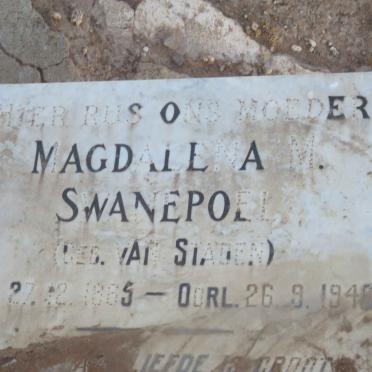 HIER RUS ONS MOEDER
MAGDALENA M.
SWANEPOEL
(GEB. VAN STADEN)
27.12.1865 — OORL. 26.9.1940
LIEFDE